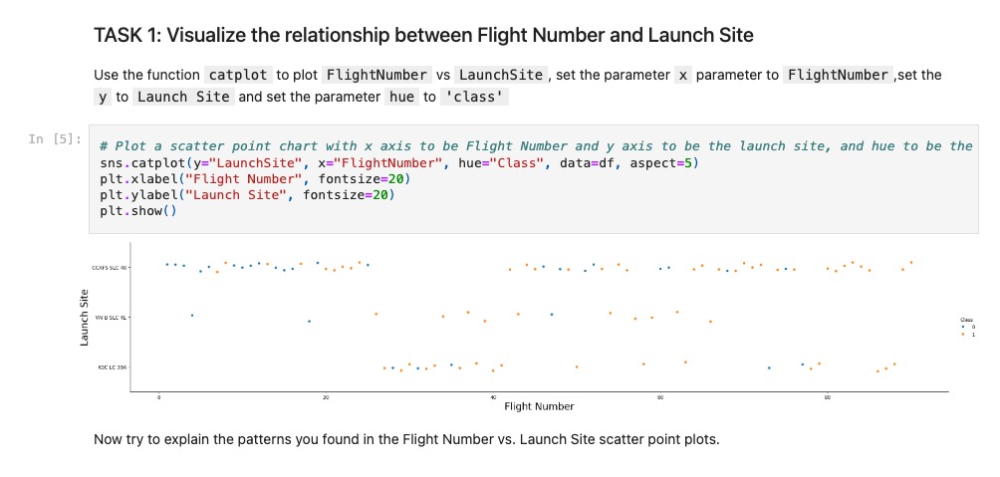 TASK 1: Visualize the relationship between Flight Number and Launch Site
Use the function catplot to plot FlightNumber vs LaunchSite , set the parameter x parameter to FlightNumber ,set the
y to Launch Site and set the parameter hue to 'class'
In [5]:
# Plot a scatter point chart with x axis to be Flight Number and y axis to be the launch site, and hue to be the
sns.catplot(y="LaunchSite", x="FlightNumber", hue="Class", data=df, aspect=5)
plt.xlabel("Flight Number", fontsize=20)
plt.ylabel("Launch Site", fontsize=20)
plt.show()
Launch Site
CCAFS SLC 40
VAFB SLC 4E
KSC LC 39A
Class
0
1
0 20 40 60 80
Flight Number
Now try to explain the patterns you found in the Flight Number vs. Launch Site scatter point plots.